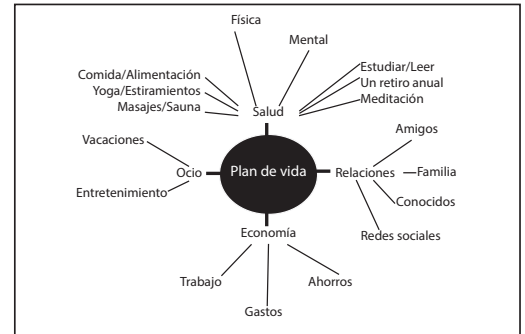 Física
Mental
Comida/Alimentación
Yoga/Estiramientos
Masajes/Sauna
Estudiar/Leer
Un retiro anual
Meditación
Salud
Vacaciones
Entretenimiento
Ocio
Plan de vida
Relaciones
Amigos
Familia
Conocidos
Redes sociales
Economía
Trabajo
Gastos
Ahorros